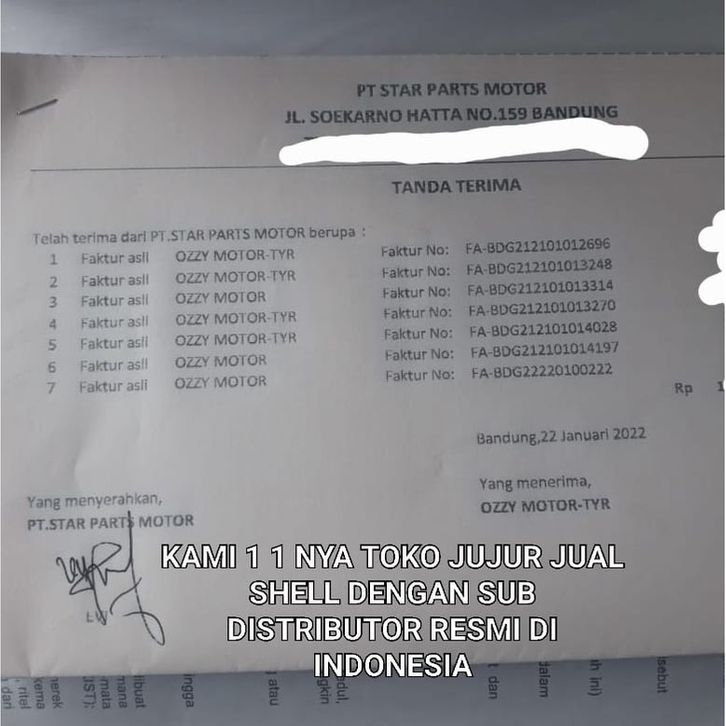 PT STAR PARTS MOTOR
JL. SOEKARNO HATTA NO.159 BANDUNG
TANDA TERIMA
Telah terima dari PT.STAR PARTS MOTOR berupa :
1 Faktur asli OZZY MOTOR-TYR Faktur No: FA-BDG212101012696
2 Faktur asli OZZY MOTOR-TYR Faktur No: FA-BDG212101013248
3 Faktur asli OZZY MOTOR Faktur No: FA-BDG212101013314
4 Faktur asli OZZY MOTOR-TYR Faktur No: FA-BDG212101013270
5 Faktur asli OZZY MOTOR-TYR Faktur No: FA-BDG212101014028
6 Faktur asli OZZY MOTOR Faktur No: FA-BDG212101014197
7 Faktur asli OZZY MOTOR Faktur No: FA-BDG22220100222
Rp 1
Bandung,22 Januari 2022
Yang menyerahkan,
PT.STAR PARTS MOTOR
Yang menerima,
OZZY MOTOR-TYR
KAMI 1 1 NYA TOKO JUJUR JUAL
SHELL DENGAN SUB
DISTRIBUTOR RESMI DI
INDONESIA